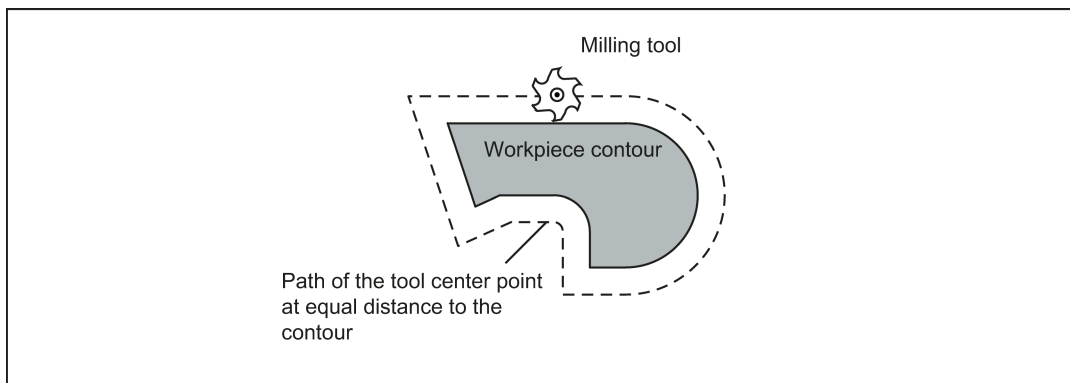 Milling tool
Workpiece contour
Path of the tool center point
at equal distance to the
contour